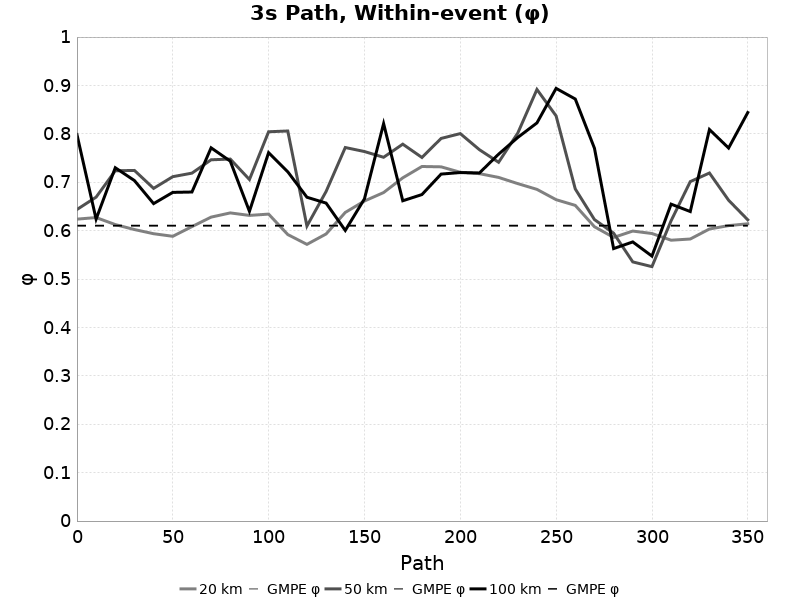 3s Path, Within-event (φ)
1
0.9
0.8
0.7
0.6
0.5
0.4
0.3
0.2
0.1
0
φ
0 50 100 150 200 250 300 350
Path
20 km GMPE φ 50 km GMPE φ 100 km GMPE φ